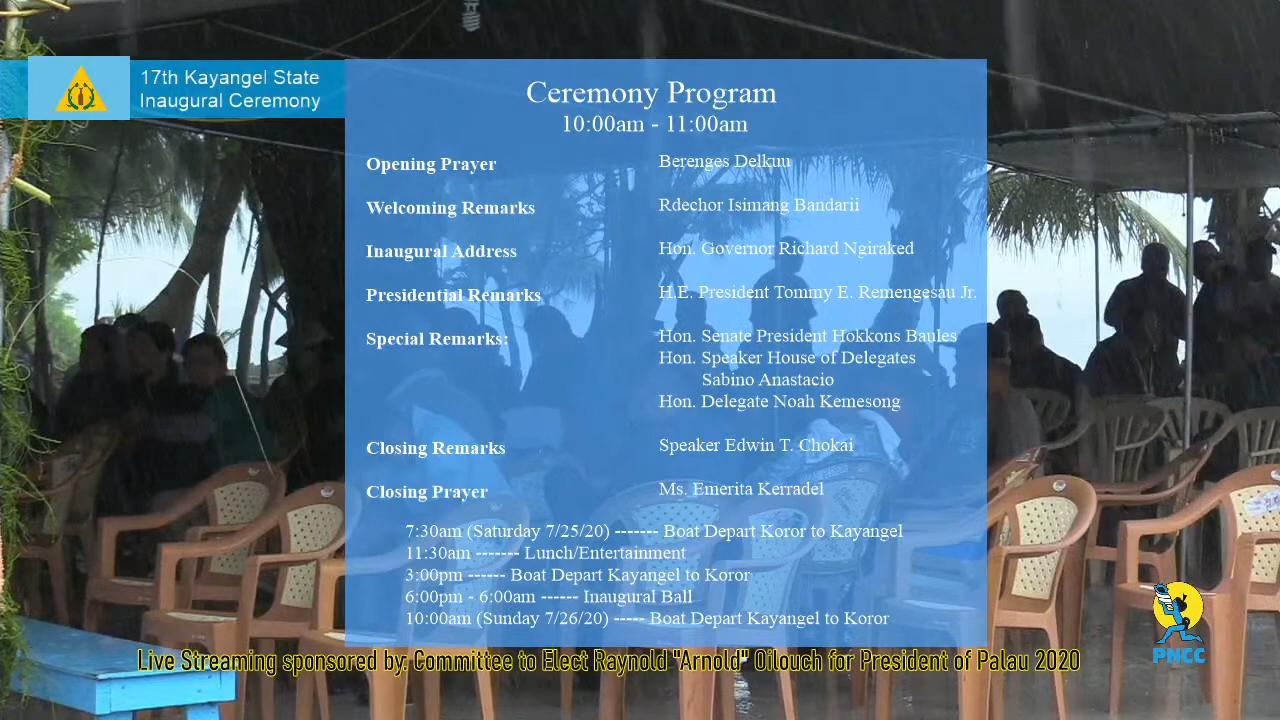 17th Kayangel State
Inaugural Ceremony
Ceremony Program
10:00am - 11:00am
Opening Prayer Berenges Delkuu
Welcoming Remarks Rdechor Isimang Bandarii
Inaugural Address Hon. Governor Richard Ngiraked
Presidential Remarks H.E. President Tommy E. Remengesau Jr.
Special Remarks: Hon. Senate President Hokkons Baules
Hon. Speaker House of Delegates
Sabino Anastacio
Hon. Delegate Noah Kemesong
Closing Remarks Speaker Edwin T. Chokai
Closing Prayer Ms. Emerita Kerradel
7:30am (Saturday 7/25/20) ------- Boat Depart Koror to Kayangel
11:30am ------- Lunch/Entertainment
3:00pm ------ Boat Depart Kayangel to Koror
6:00pm - 6:00am ------ Inaugural Ball
10:00am (Sunday 7/26/20) ----- Boat Depart Kayangel to Koror
Live Streaming sponsored by: Committee to Elect Raynold "Arnold" Oilouch for President of Palau 2020
PNCC